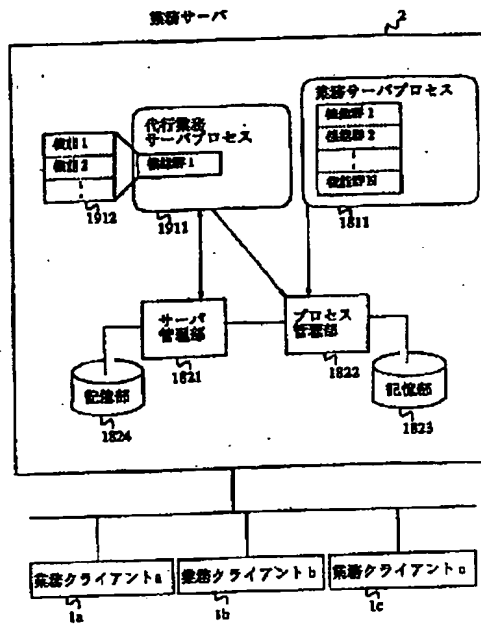 業務サーバ
2
代行業務
サーバプロセス
機能群1
機能1
機能2
1912
1911
業務サーバプロセス
機能群1
機能群2
機能群N
1811
サーバ
管理部
1821
プロセス
管理部
1822
記憶部
1824
記憶部
1823
業務クライアントa
業務クライアントb
業務クライアントc
1a
1b
1c